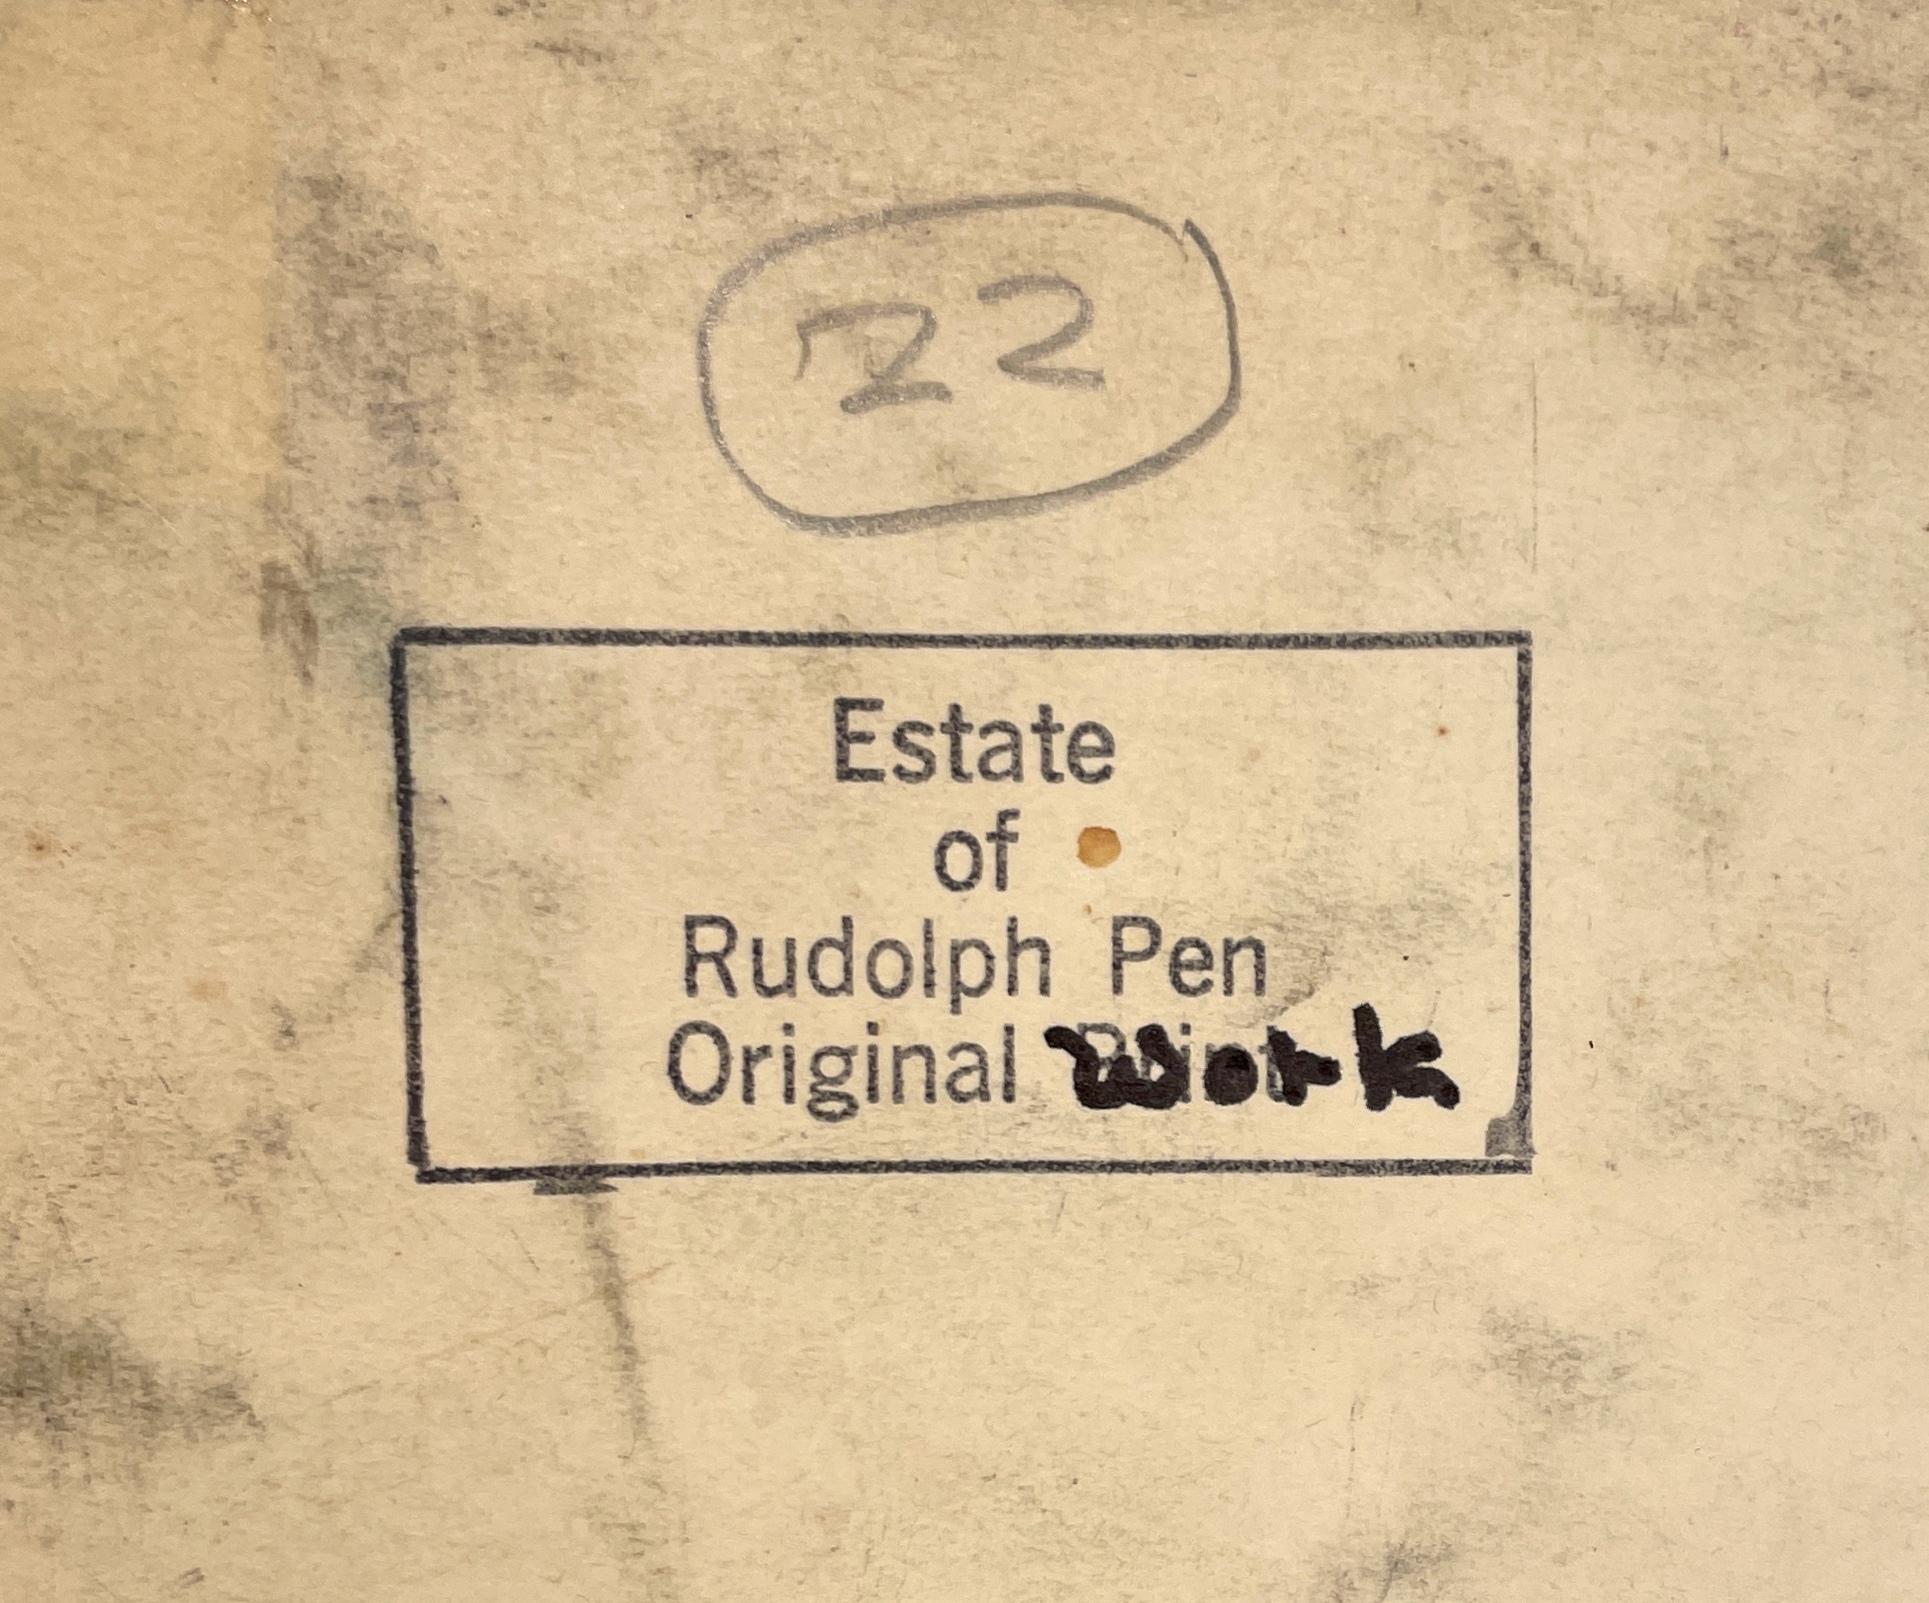 22
Estate
of
Rudolph Pen
Original Work